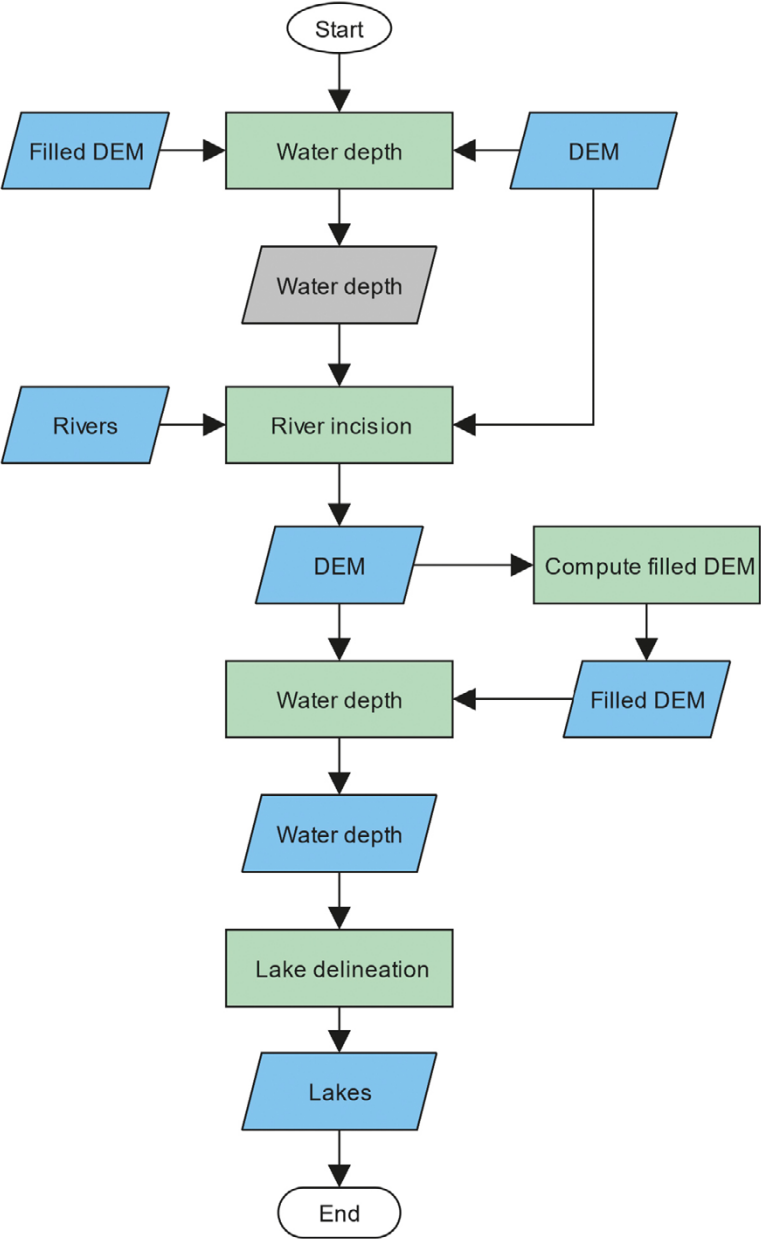 Start
Filled DEM
Water depth
DEM
Water depth
Rivers
River incision
DEM
Compute filled DEM
Water depth
Filled DEM
Water depth
Lake delineation
Lakes
End